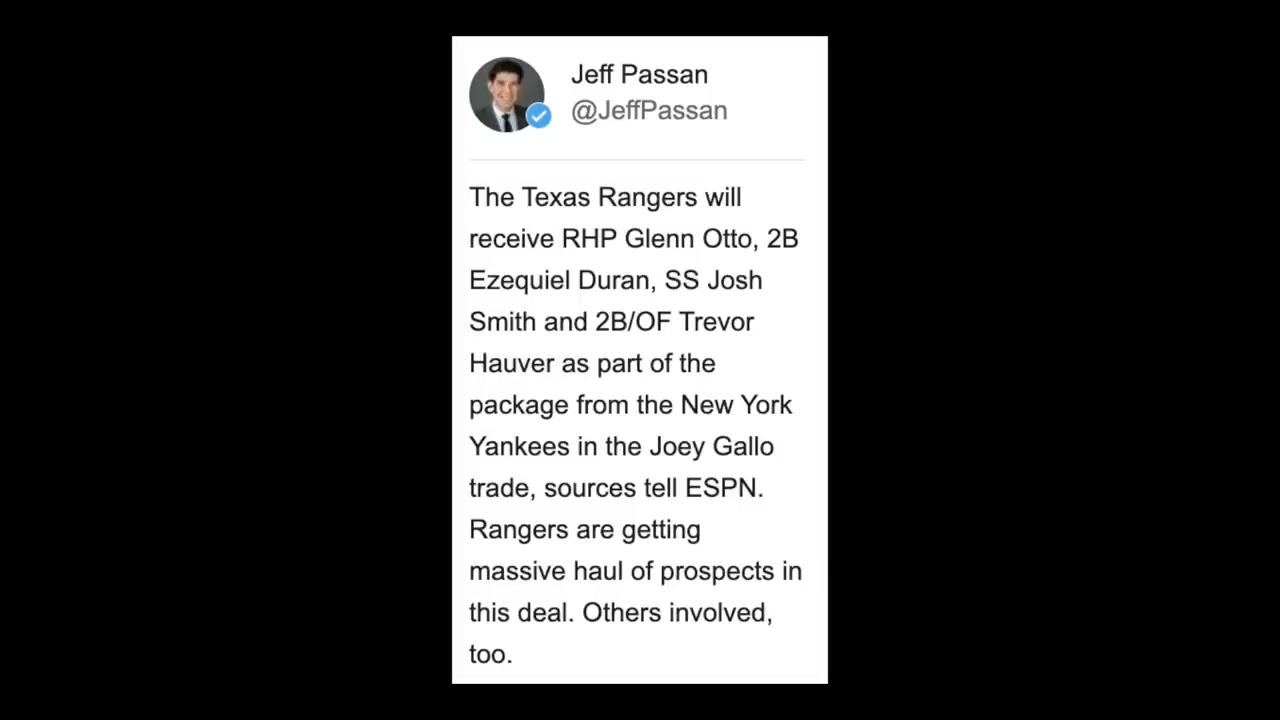 Jeff Passan
@JeffPassan
The Texas Rangers will
receive RHP Glenn Otto, 2B
Ezequiel Duran, SS Josh
Smith and 2B/OF Trevor
Hauver as part of the
package from the New York
Yankees in the Joey Gallo
trade, sources tell ESPN.
Rangers are getting
massive haul of prospects in
this deal. Others involved,
too.